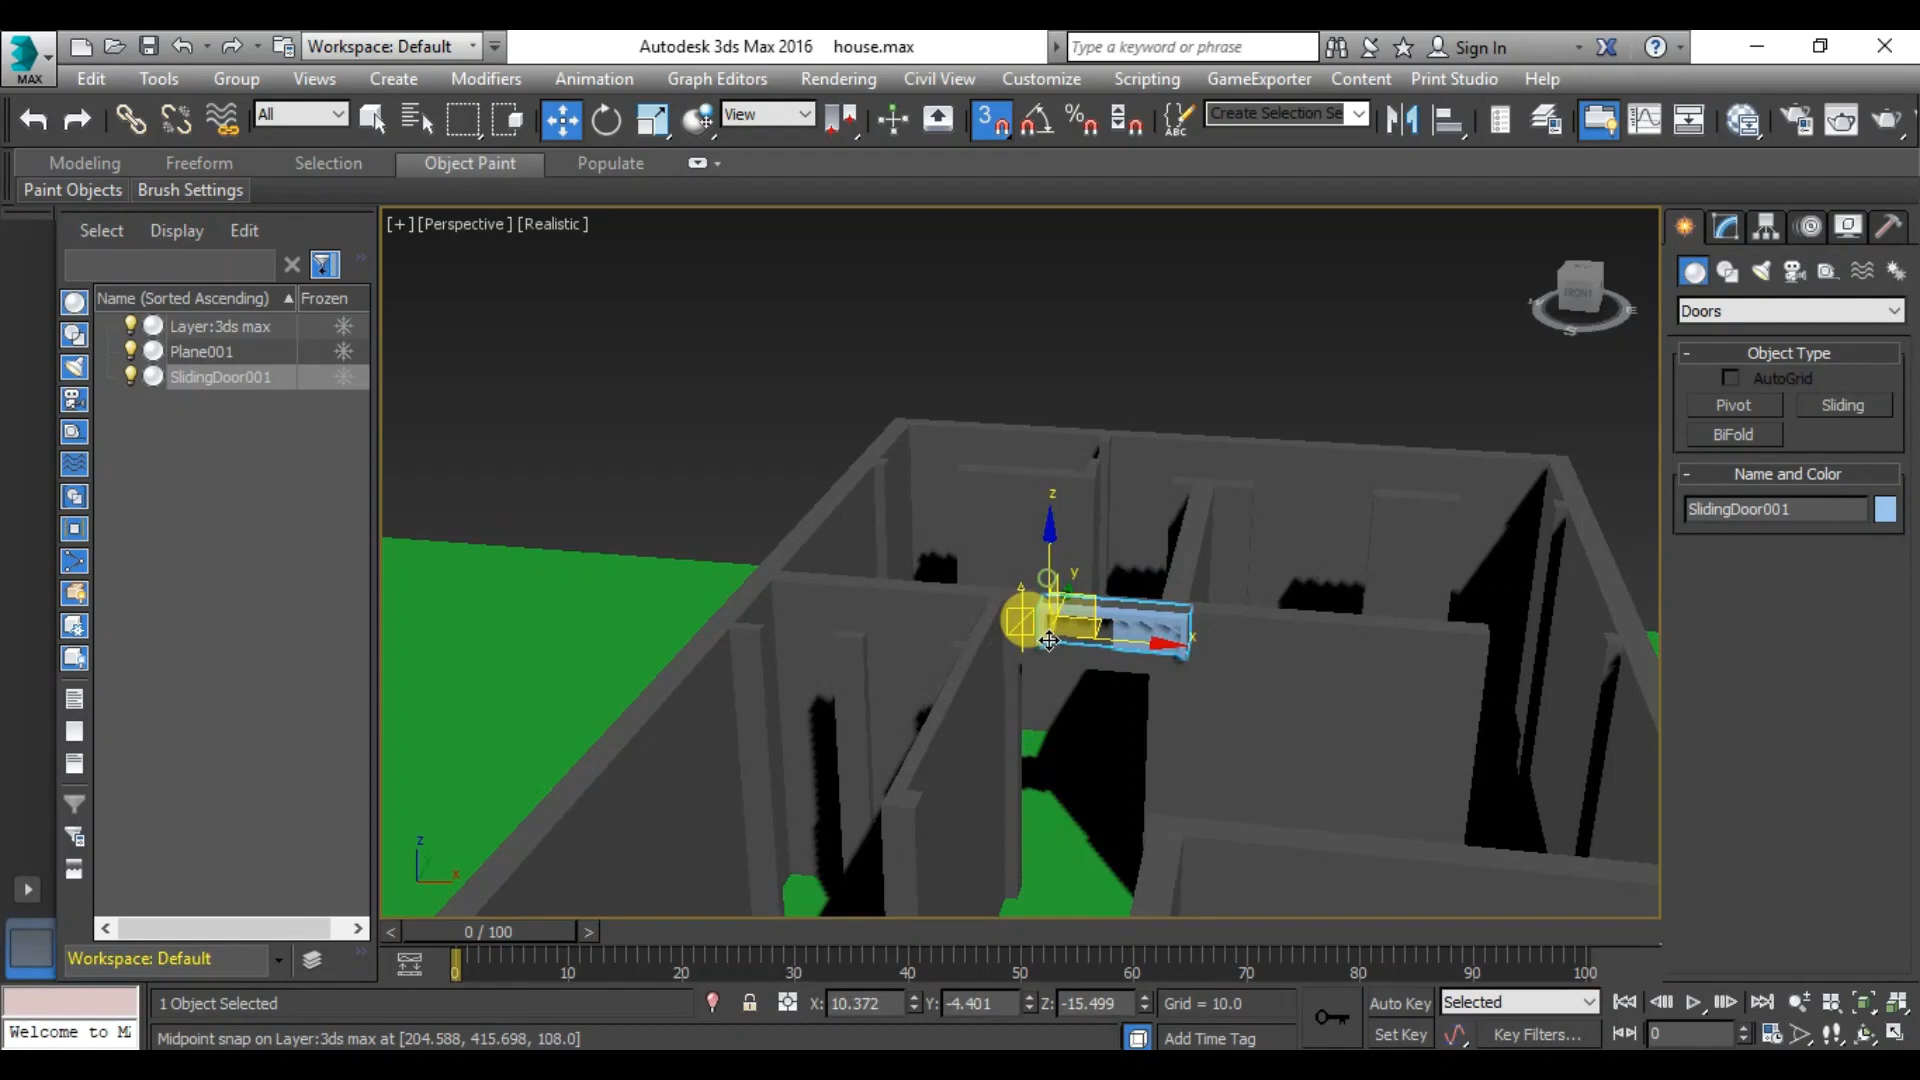 Workspace: Default
Autodesk 3ds Max 2016 house.max
Type a keyword or phrase
Sign In
MAX
Edit Tools Group Views Create Modifiers Animation Graph Editors Rendering Civil View Customize Scripting GameExporter Content Print Studio Help
All
View
3
%
ABC
Create Selection Se
Modeling Freeform Selection Object Paint Populate
Paint Objects Brush Settings
Select Display Edit
Name (Sorted Ascending) Frozen
Layer:3ds max
Plane001
SlidingDoor001
[+][Perspective][Realistic]
FRONT
z
y
x
z
x
Doors
Object Type
AutoGrid
Pivot Sliding
BiFold
Name and Color
SlidingDoor001
0 / 100
Workspace: Default
0 10 20 30 40 50 60 70 80 90 100
1 Object Selected
X: 10.372 Y: -4.401 Z: -15.499 Grid = 10.0
Auto Key Selected
Welcome to M
Midpoint snap on Layer:3ds max at [204.588, 415.698, 108.0]
Add Time Tag
Set Key Key Filters... 0